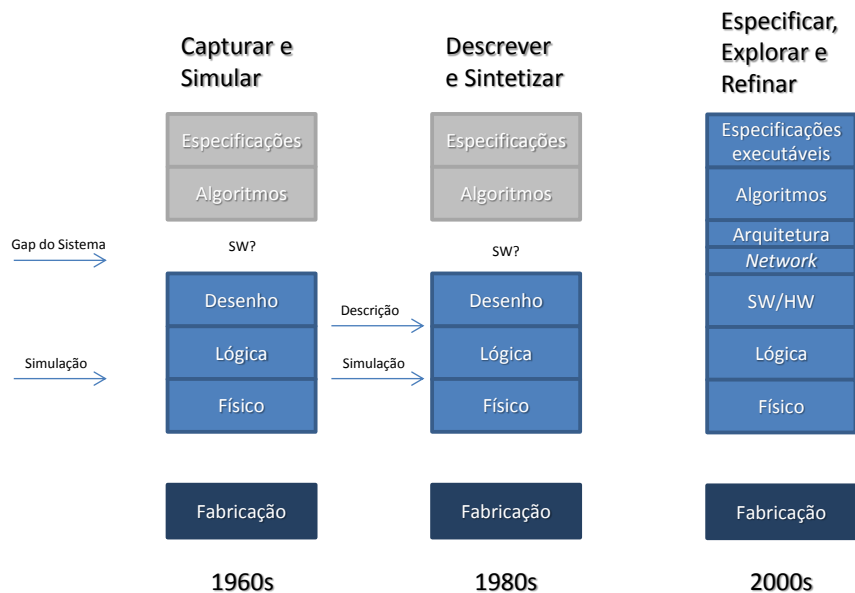 Capturar e
Simular
Especificações
Algoritmos
Gap do Sistema
SW?
Desenho
Lógica
Simulação
Físico
Fabricação
1960s
Descrever
e Sintetizar
Especificações
Algoritmos
SW?
Descrição
Desenho
Simulação
Lógica
Físico
Fabricação
1980s
Especificar,
Explorar e
Refinar
Especificações
executáveis
Algoritmos
Arquitetura
Network
SW/HW
Lógica
Físico
Fabricação
2000s